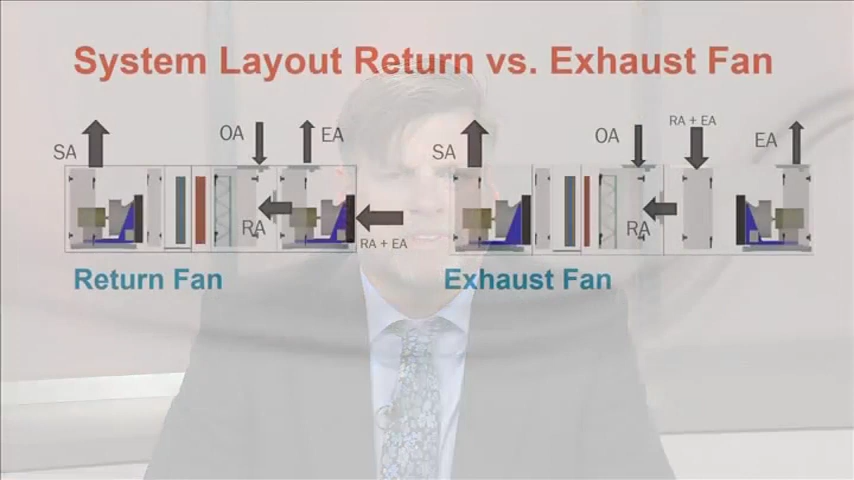 System Layout Return vs. Exhaust Fan
SA
OA
EA
RA
RA + EA
Return Fan
SA
OA
RA + EA
EA
RA
Exhaust Fan